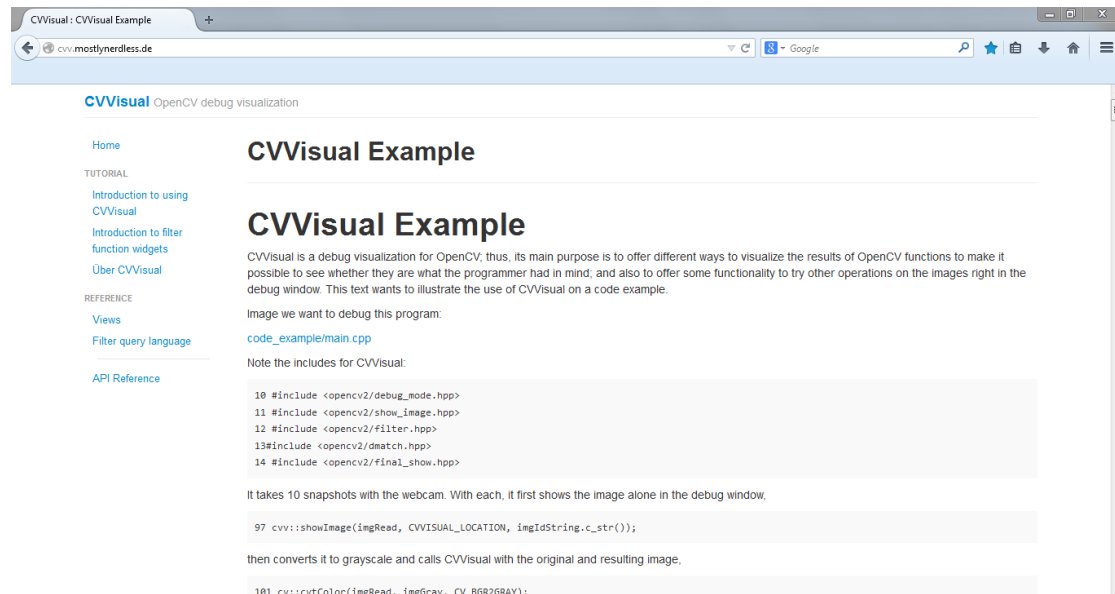 CVVisual : CVVisual Example
+
cvv.mostlynerdless.de
8 Google
CVVisual OpenCV debug visualization
Home
TUTORIAL
Introduction to using
CVVisual
Introduction to filter
function widgets
Über CVVisual
REFERENCE
Views
Filter query language
API Reference
CVVisual Example
CVVisual Example
CVVisual is a debug visualization for OpenCV; thus, its main purpose is to offer different ways to visualize the results of OpenCV functions to make it
possible to see whether they are what the programmer had in mind; and also to offer some functionality to try other operations on the images right in the
debug window. This text wants to illustrate the use of CVVisual on a code example.
Image we want to debug this program:
code_example/main.cpp
Note the includes for CVVisual:
10 #include <opencv2/debug_mode.hpp>
11 #include <opencv2/show_image.hpp>
12 #include <opencv2/filter.hpp>
13#include <opencv2/dmatch.hpp>
14 #include <opencv2/final_show.hpp>
It takes 10 snapshots with the webcam. With each, it first shows the image alone in the debug window,
97 cvv::showImage(imgRead, CVVISUAL_LOCATION, imgIdString.c_str());
then converts it to grayscale and calls CVVisual with the original and resulting image,
101 cv::cvtColor(imgRead, imgGray, CV_BGR2GRAY);